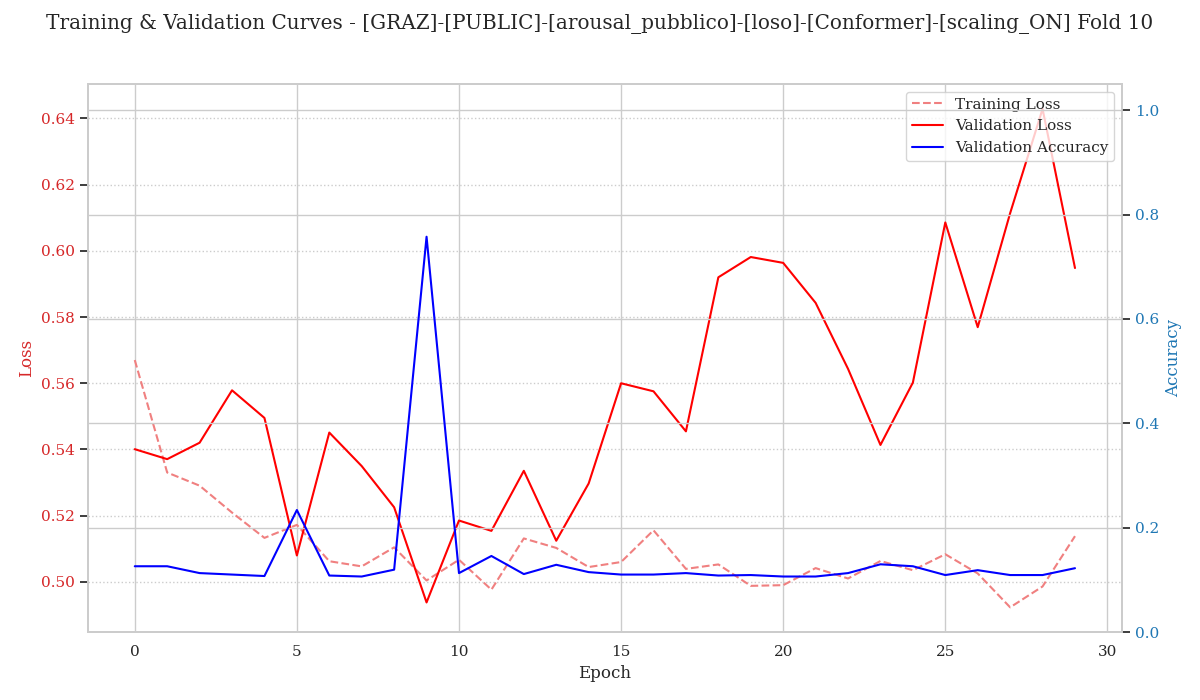 Training & Validation Curves - [GRAZ]-[PUBLIC]-[arousal_pubblico]-[loso]-[Conformer]-[scaling_ON] Fold 10
Training Loss
Validation Loss
Validation Accuracy
0.64
0.62
0.60
0.58
0.56
0.54
0.52
0.50
Loss
1.0
0.8
0.6
0.4
0.2
0.0
Accuracy
0 5 10 15 20 25 30
Epoch